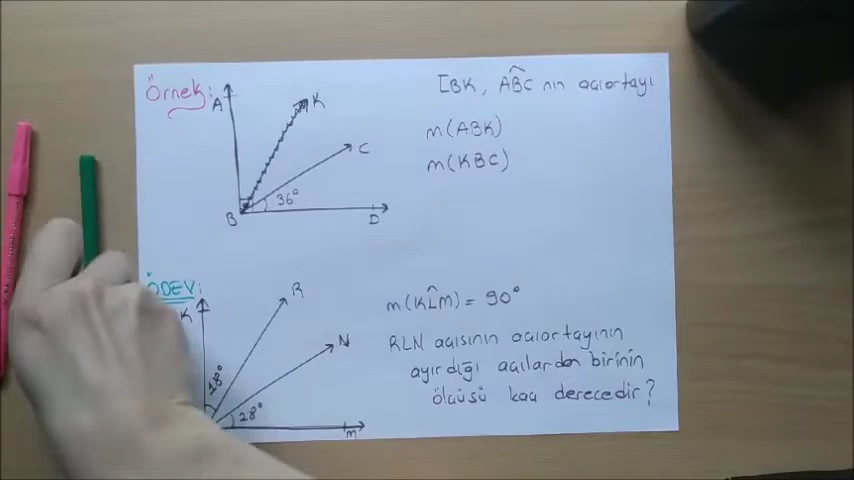 Örnek:
[BK, ABC nın açıortayı
A
K
m(ABK)
C
m(KBC)
36°
B
D
ÖDEV:
K
R
m(KLM) = 90°
N
RLN açısının açıortayının
18°
ayırdığı açılardan birinin
28°
ölçüsü kaç derecedir?
M